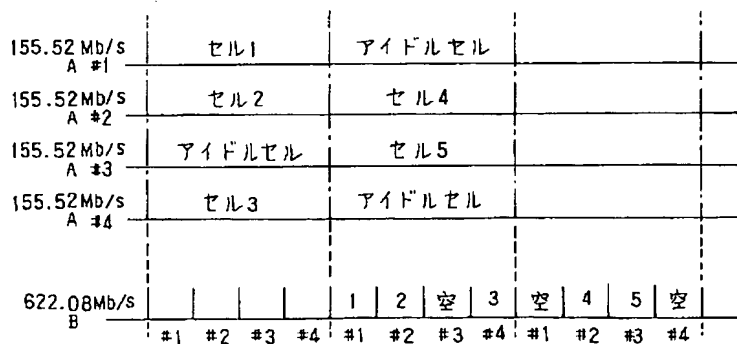 155.52Mb/s セル1 アイドルセル
A #1
155.52Mb/s セル2 セル4
A #2
155.52Mb/s アイドルセル セル5
A #3
155.52Mb/s セル3 アイドルセル
A #4
622.08Mb/s 1 2 空 3 空 4 5 空
B #1 #2 #3 #4 #1 #2 #3 #4 #1 #2 #3 #4